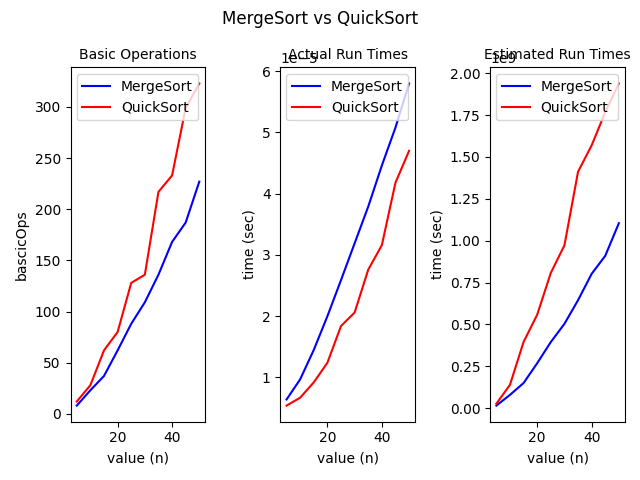 MergeSort vs QuickSort
Basic Operations
MergeSort
QuickSort
300
250
200
150
100
50
0
bascicOps
20
40
value (n)
1e−5
Actual Run Times
MergeSort
QuickSort
6
5
4
3
2
1
time (sec)
20
40
value (n)
1e9
Estimated Run Times
MergeSort
QuickSort
2.00
1.75
1.50
1.25
1.00
0.75
0.50
0.25
0.00
time (sec)
20
40
value (n)